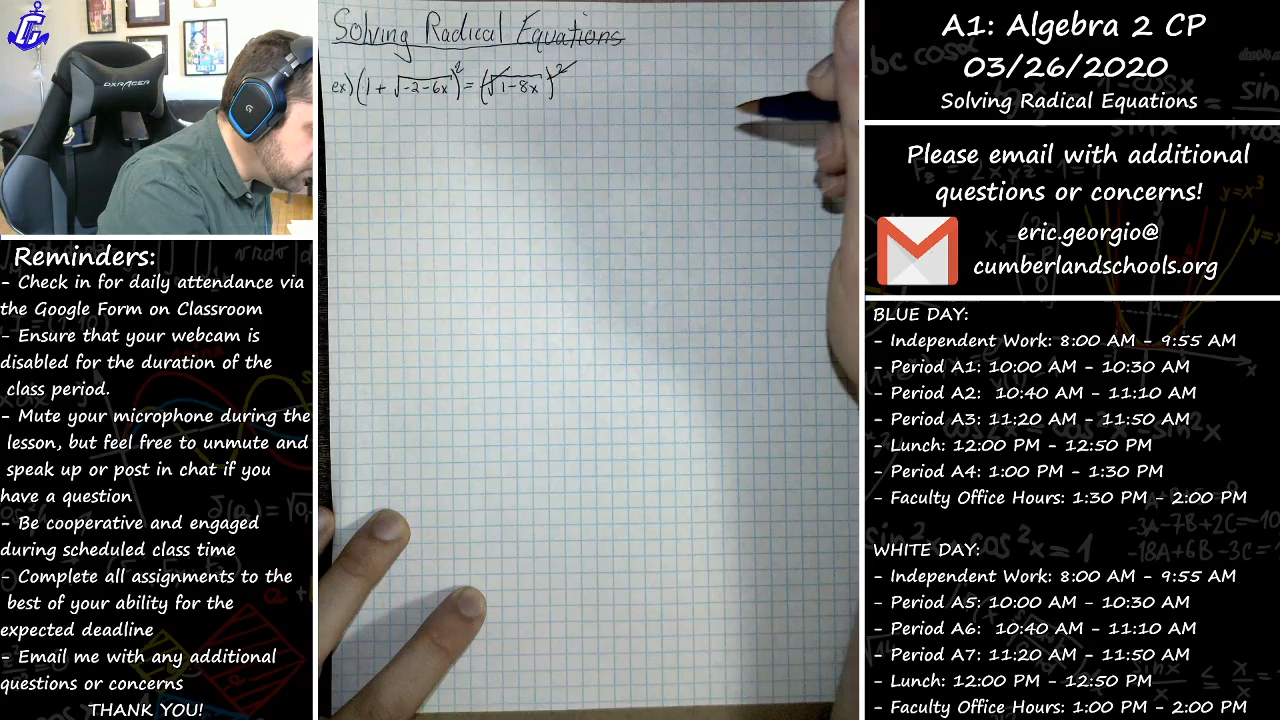 G
DXRACER
G
Reminders:
- Check in for daily attendance via
the Google Form on Classroom
- Ensure that your webcam is
disabled for the duration of the
class period.
- Mute your microphone during the
lesson, but feel free to unmute and
speak up or post in chat if you
have a question
- Be cooperative and engaged
during scheduled class time
- Complete all assignments to the
best of your ability for the
expected deadline
- Email me with any additional
questions or concerns
THANK YOU!
Solving Radical Equations
ex) (1 + √-2-6x)² = (√1-8x)²
A1: Algebra 2 CP
03/26/2020
Solving Radical Equations
Please email with additional
questions or concerns!
eric.georgio@
cumberlandschools.org
BLUE DAY:
- Independent Work: 8:00 AM - 9:55 AM
- Period A1: 10:00 AM - 10:30 AM
- Period A2: 10:40 AM - 11:10 AM
- Period A3: 11:20 AM - 11:50 AM
- Lunch: 12:00 PM - 12:50 PM
- Period A4: 1:00 PM - 1:30 PM
- Faculty Office Hours: 1:30 PM - 2:00 PM
WHITE DAY:
- Independent Work: 8:00 AM - 9:55 AM
- Period A5: 10:00 AM - 10:30 AM
- Period A6: 10:40 AM - 11:10 AM
- Period A7: 11:20 AM - 11:50 AM
- Lunch: 12:00 PM - 12:50 PM
- Faculty Office Hours: 1:00 PM - 2:00 PM